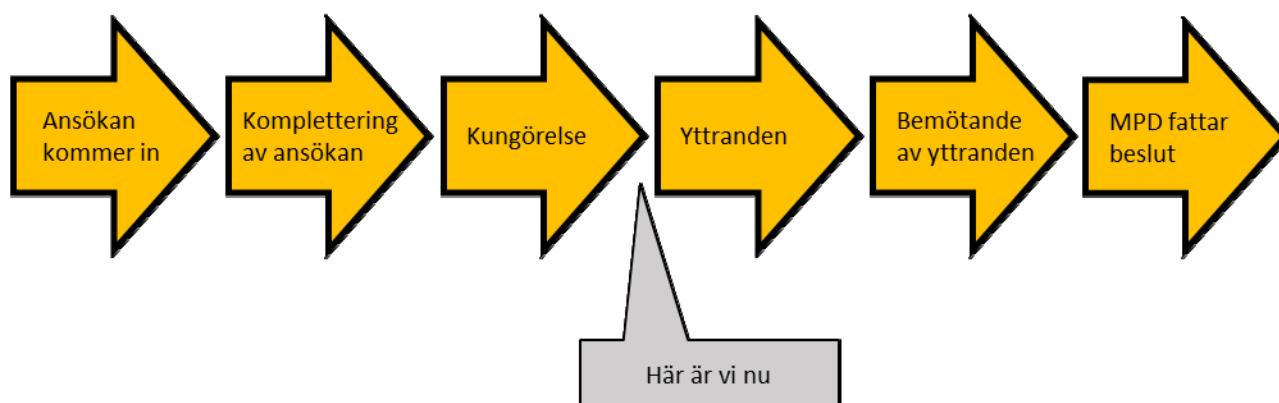 Ansökan
kommer in
Komplettering
av ansökan
Kungörelse
Yttranden
Bemötande
av yttranden
MPD fattar
beslut
Här är vi nu